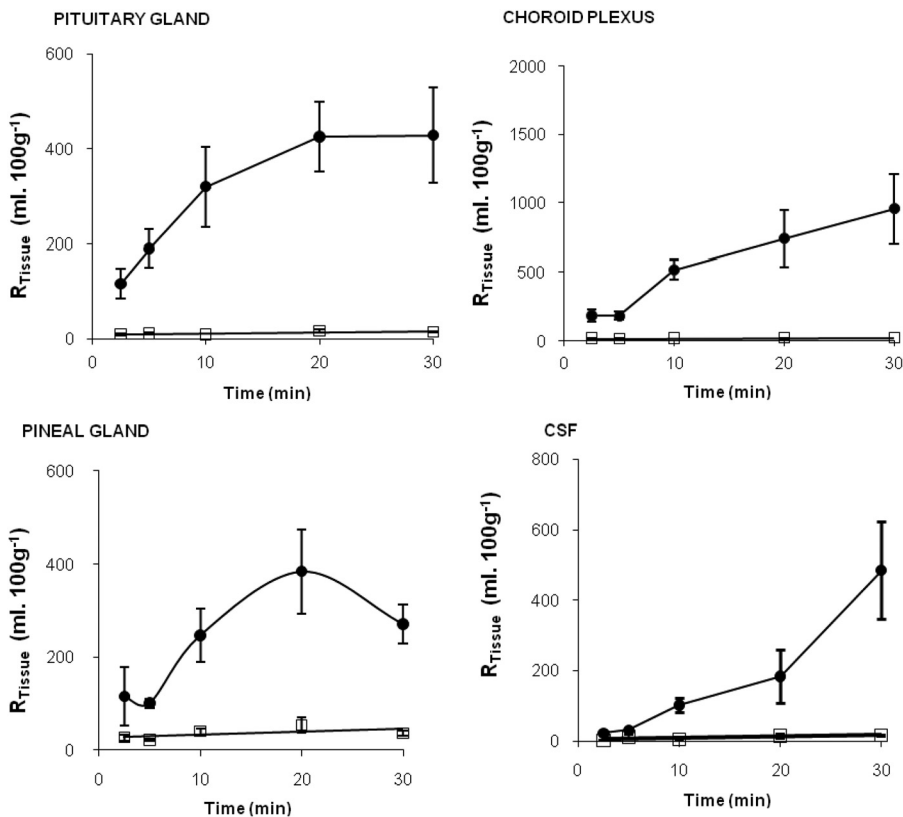 PITUITARY GLAND
600
400
200
0
0
10
20
30
R_Tissue (ml. 100g⁻¹)
Time (min)
CHOROID PLEXUS
2000
1500
1000
500
0
0
10
20
30
R_Tissue (ml. 100g⁻¹)
Time (min)
PINEAL GLAND
600
400
200
0
0
10
20
30
R_Tissue (ml. 100g⁻¹)
Time (min)
CSF
800
600
400
200
0
0
10
20
30
R_Tissue (ml. 100g⁻¹)
Time (min)